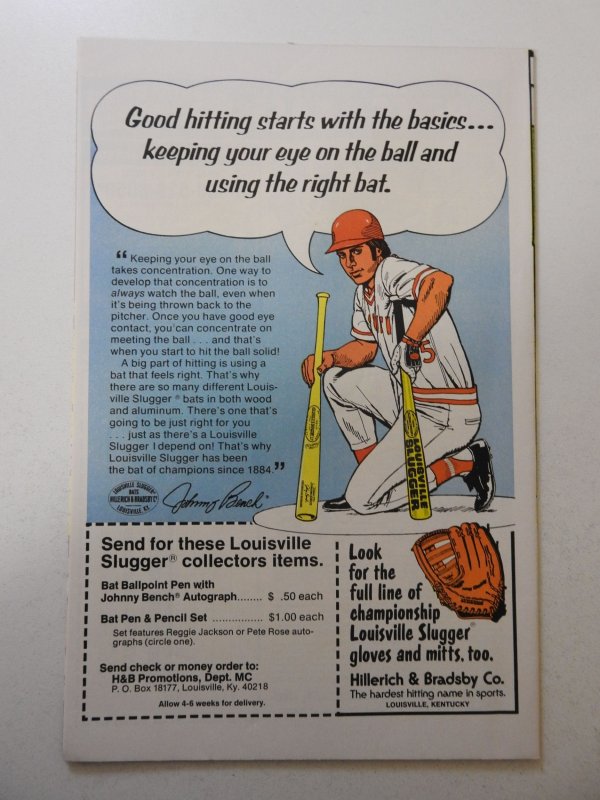 Good hitting starts with the basics...
keeping your eye on the ball and
using the right bat.
“ Keeping your eye on the ball
takes concentration. One way to
develop that concentration is to
always watch the ball, even when
it's being thrown back to the
pitcher. Once you have good eye
contact, you can concentrate on
meeting the ball . . . and that's
when you start to hit the ball solid!
A big part of hitting is using a
bat that feels right. That's why
there are so many different Louis-
ville Slugger ® bats in both wood
and aluminum. There's one that's
going to be just right for you
. . . just as there's a Louisville
Slugger I depend on! That's why
Louisville Slugger has been
the bat of champions since 1884.”
LOUISVILLE SLUGGER
BATS
HILLERICH & BRADSBY Co
LOUISVILLE, KY.
Johnny Bench®
5
LOUISVILLE
SLUGGER
Send for these Louisville
Slugger® collectors items.
Bat Ballpoint Pen with
Johnny Bench® Autograph........ $ .50 each
Bat Pen & Pencil Set ................ $1.00 each
Set features Reggie Jackson or Pete Rose auto-
graphs (circle one).
Send check or money order to:
H&B Promotions, Dept. MC
P. O. Box 18177, Louisville, Ky. 40218
Allow 4-6 weeks for delivery.
Look
for the
full line of
championship
Louisville Slugger®
gloves and mitts, too.
Hillerich & Bradsby Co.
The hardest hitting name in sports.
LOUISVILLE, KENTUCKY